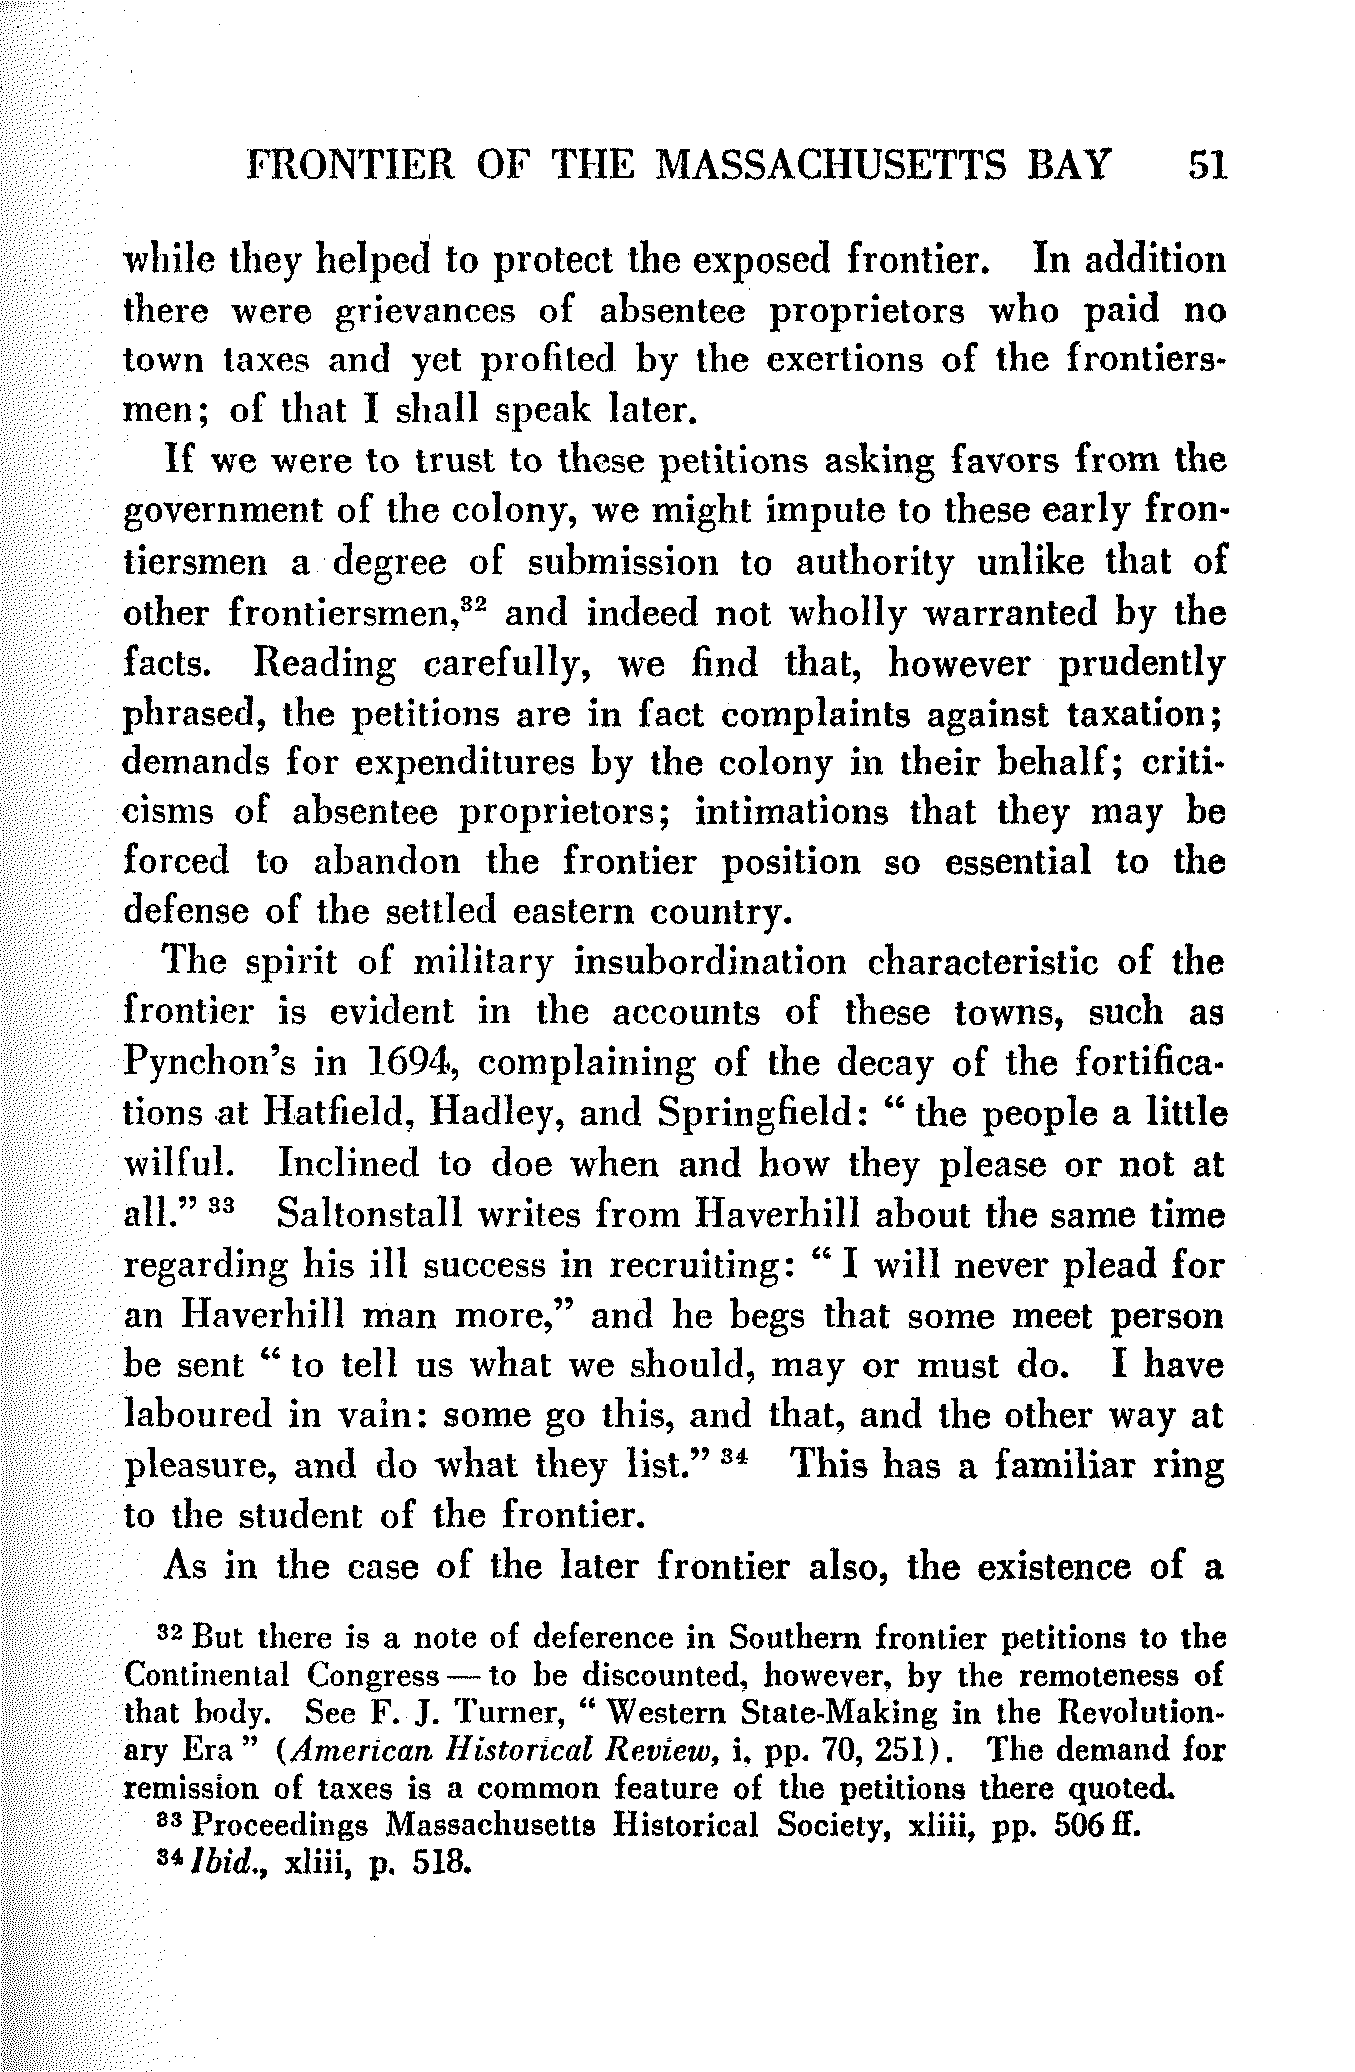 FRONTIER OF THE MASSACHUSETTS BAY 51
while they helped to protect the exposed frontier. In addition
there were grievances of absentee proprietors who paid no
town taxes and yet profited by the exertions of the frontiers-
men; of that I shall speak later.
If we were to trust to these petitions asking favors from the
government of the colony, we might impute to these early fron-
tiersmen a degree of submission to authority unlike that of
other frontiersmen,³² and indeed not wholly warranted by the
facts. Reading carefully, we find that, however prudently
phrased, the petitions are in fact complaints against taxation;
demands for expenditures by the colony in their behalf; criti-
cisms of absentee proprietors; intimations that they may be
forced to abandon the frontier position so essential to the
defense of the settled eastern country.
The spirit of military insubordination characteristic of the
frontier is evident in the accounts of these towns, such as
Pynchon's in 1694, complaining of the decay of the fortifica-
tions at Hatfield, Hadley, and Springfield: “ the people a little
wilful. Inclined to doe when and how they please or not at
all.” ³³ Saltonstall writes from Haverhill about the same time
regarding his ill success in recruiting: “ I will never plead for
an Haverhill man more,” and he begs that some meet person
be sent “ to tell us what we should, may or must do. I have
laboured in vain: some go this, and that, and the other way at
pleasure, and do what they list.” ³⁴ This has a familiar ring
to the student of the frontier.
As in the case of the later frontier also, the existence of a
³² But there is a note of deference in Southern frontier petitions to the
Continental Congress — to be discounted, however, by the remoteness of
that body. See F. J. Turner, “ Western State-Making in the Revolution-
ary Era ” (American Historical Review, i, pp. 70, 251). The demand for
remission of taxes is a common feature of the petitions there quoted.
³³ Proceedings Massachusetts Historical Society, xliii, pp. 506 ff.
³⁴ Ibid., xliii, p. 518.